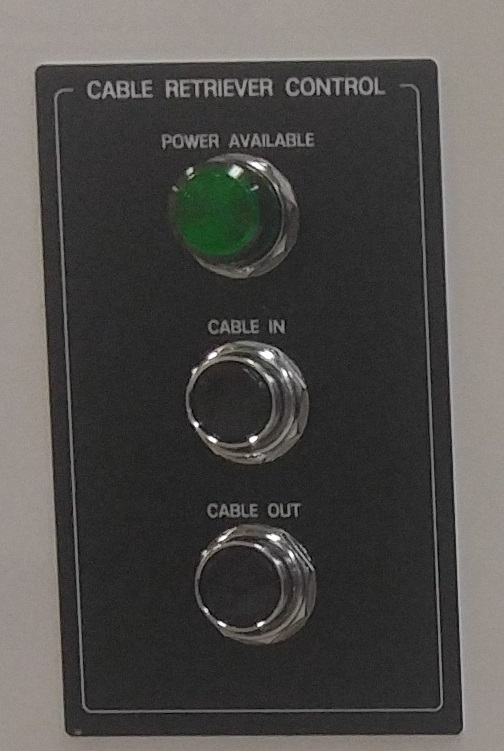 CABLE RETRIEVER CONTROL
POWER AVAILABLE
CABLE IN
CABLE OUT